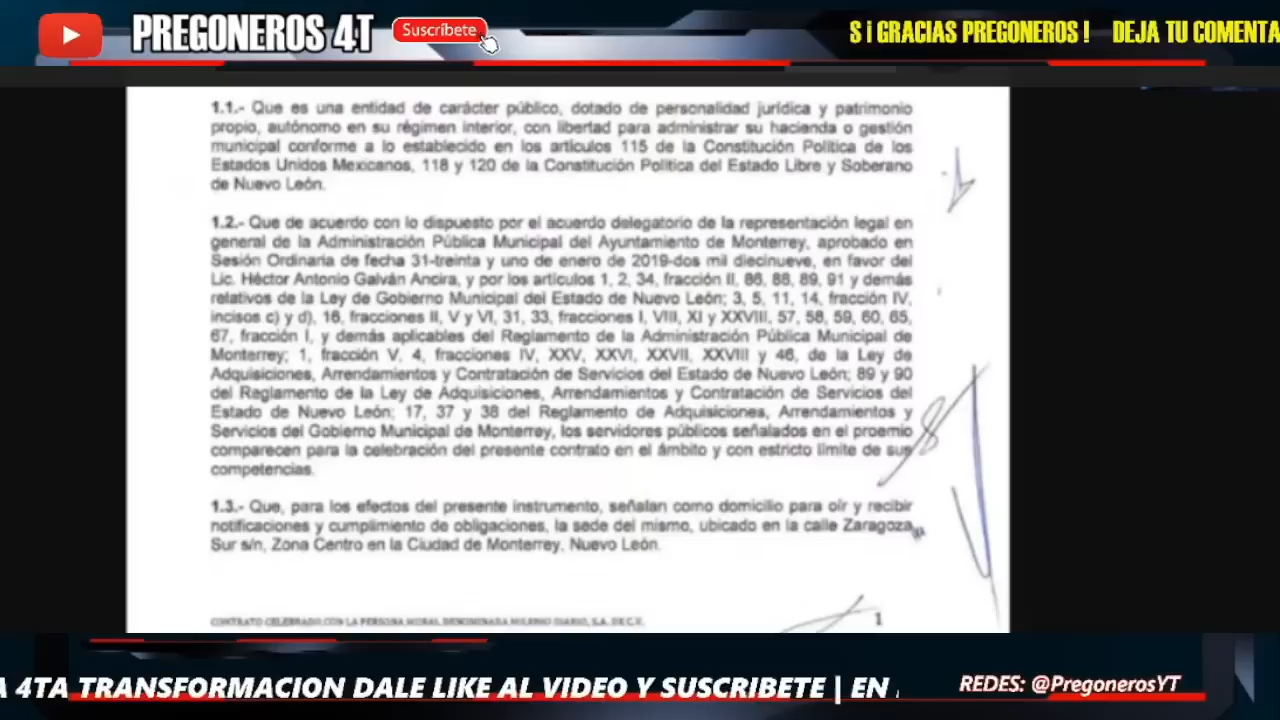 PREGONEROS 4T
Suscríbete
S ¡ GRACIAS PREGONEROS ! DEJA TU COMENTA
1.1.- Que es una entidad de carácter público, dotado de personalidad jurídica y patrimonio
propio, autónomo en su régimen interior, con libertad para administrar su hacienda o gestión
municipal conforme a lo establecido en los artículos 115 de la Constitución Política de los
Estados Unidos Mexicanos, 118 y 120 de la Constitución Política del Estado Libre y Soberano
de Nuevo León.
1.2.- Que de acuerdo con lo dispuesto por el acuerdo delegatorio de la representación legal en
general de la Administración Pública Municipal del Ayuntamiento de Monterrey, aprobado en
Sesión Ordinaria de fecha 31-treinta y uno de enero de 2019-dos mil diecinueve, en favor del
Lic. Héctor Antonio Galván Ancira, y por los artículos 1, 2, 34, fracción II, 86, 88, 89, 91 y demás
relativos de la Ley de Gobierno Municipal del Estado de Nuevo León; 3, 5, 11, 14, fracción IV,
incisos c) y d), 16, fracciones II, V y VI, 31, 33, fracciones I, VIII, XI y XXVIII, 57, 58, 59, 60, 65,
67, fracción I, y demás aplicables del Reglamento de la Administración Pública Municipal de
Monterrey; 1, fracción V, 4, fracciones IV, XXV, XXVI, XXVII, XXVIII y 46, de la Ley de
Adquisiciones, Arrendamientos y Contratación de Servicios del Estado de Nuevo León; 89 y 90
del Reglamento de la Ley de Adquisiciones, Arrendamientos y Contratación de Servicios del
Estado de Nuevo León; 17, 37 y 38 del Reglamento de Adquisiciones, Arrendamientos y
Servicios del Gobierno Municipal de Monterrey, los servidores públicos señalados en el proemio
comparecen para la celebración del presente contrato en el ámbito y con estricto límite de sus
competencias.
1.3.- Que, para los efectos del presente instrumento, señalan como domicilio para oír y recibir
notificaciones y cumplimiento de obligaciones, la sede del mismo, ubicado en la calle Zaragoza
Sur s/n, Zona Centro en la Ciudad de Monterrey, Nuevo León.
CONTRATO CELEBRADO CON LA PERSONA MORAL DENOMINADA MILENIO DIARIO, S.A. DE C.V.
1
A 4TA TRANSFORMACION DALE LIKE AL VIDEO Y SUSCRIBETE | EN
REDES: @PregonerosYT